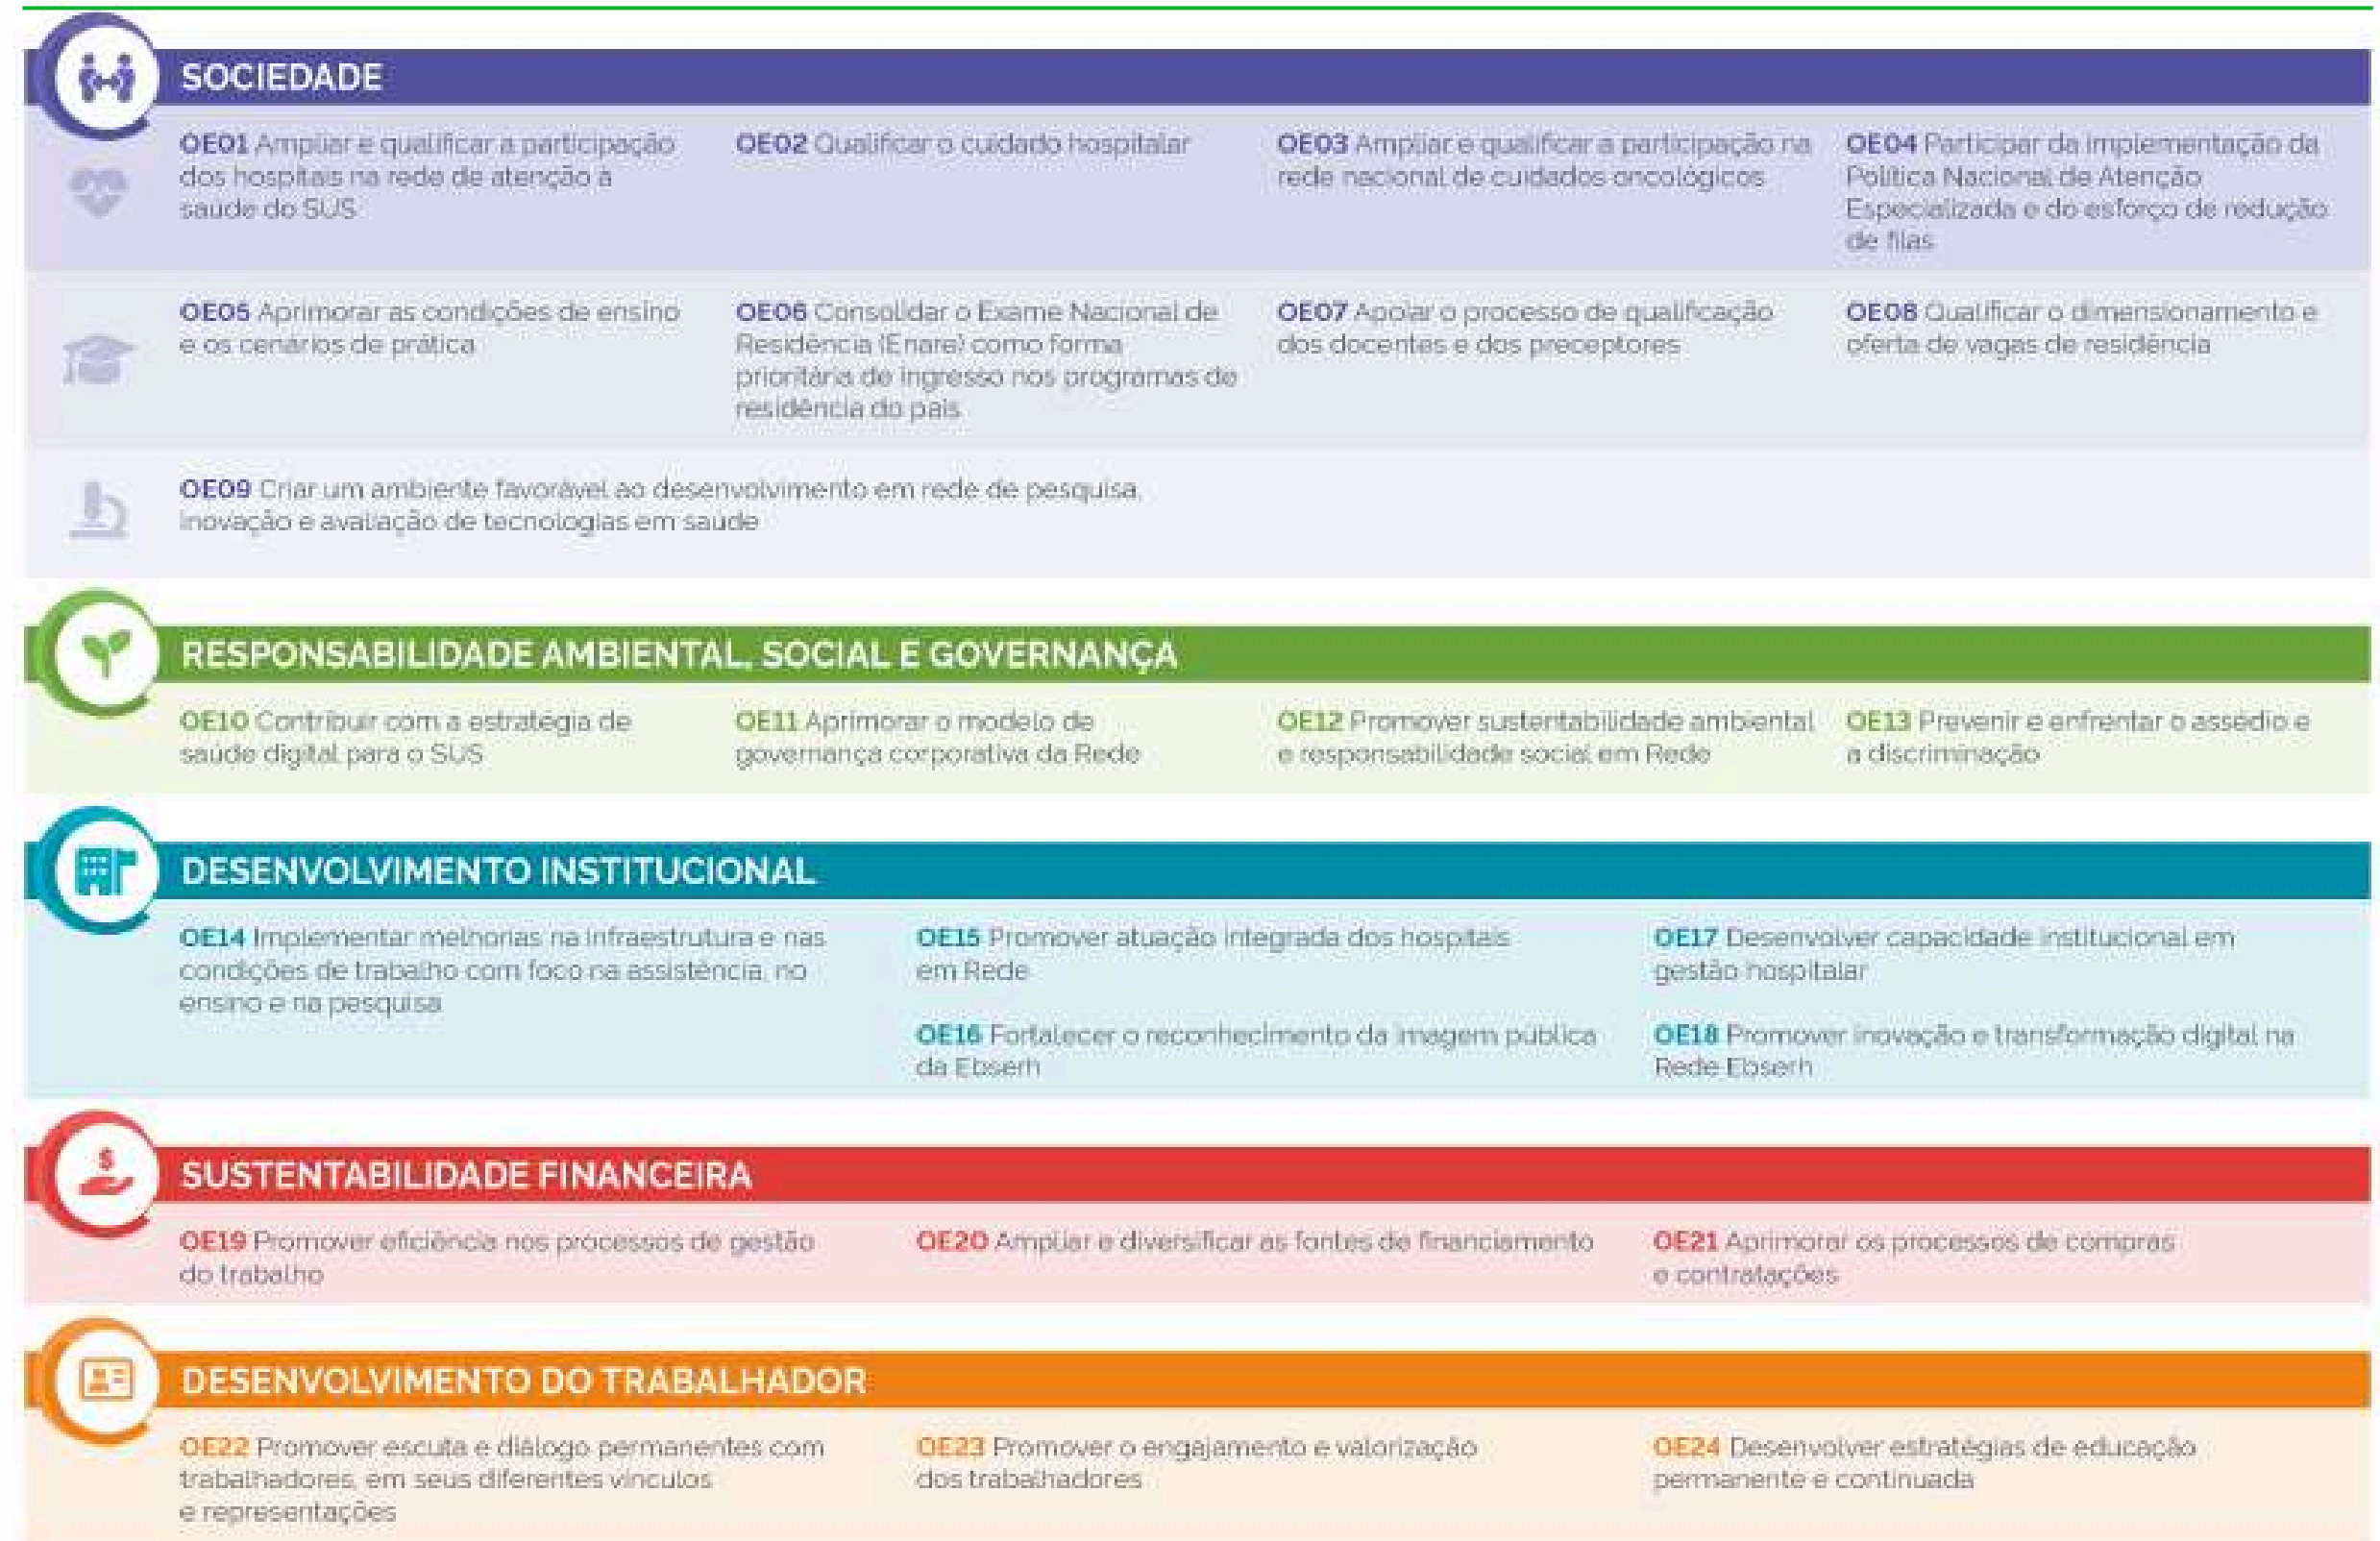 SOCIEDADE
OE01 Ampliar e qualificar a participação
dos hospitais na rede de atenção à
saúde do SUS
OE02 Qualificar o cuidado hospitalar
OE03 Ampliar e qualificar a participação na
rede nacional de cuidados oncológicos
OE04 Participar da implementação da
Política Nacional de Atenção
Especializada e do esforço de redução
de filas
OE05 Aprimorar as condições de ensino
e os cenários de prática
OE06 Consolidar o Exame Nacional de
Residência (Enare) como forma
prioritária de ingresso nos programas de
residência do país
OE07 Apoiar o processo de qualificação
dos docentes e dos preceptores
OE08 Qualificar o dimensionamento e
oferta de vagas de residência
OE09 Criar um ambiente favorável ao desenvolvimento em rede de pesquisa,
inovação e avaliação de tecnologias em saúde
RESPONSABILIDADE AMBIENTAL, SOCIAL E GOVERNANÇA
OE10 Contribuir com a estratégia de
saúde digital para o SUS
OE11 Aprimorar o modelo de
governança corporativa da Rede
OE12 Promover sustentabilidade ambiental
e responsabilidade social em Rede
OE13 Prevenir e enfrentar o assédio e
a discriminação
DESENVOLVIMENTO INSTITUCIONAL
OE14 Implementar melhorias na infraestrutura e nas
condições de trabalho com foco na assistência, no
ensino e na pesquisa
OE15 Promover atuação integrada dos hospitais
em Rede
OE16 Fortalecer o reconhecimento da imagem pública
da Ebserh
OE17 Desenvolver capacidade institucional em
gestão hospitalar
OE18 Promover inovação e transformação digital na
Rede Ebserh
SUSTENTABILIDADE FINANCEIRA
OE19 Promover eficiência nos processos de gestão
do trabalho
OE20 Ampliar e diversificar as fontes de financiamento
OE21 Aprimorar os processos de compras
e contratações
DESENVOLVIMENTO DO TRABALHADOR
OE22 Promover escuta e diálogo permanentes com
trabalhadores, em seus diferentes vínculos
e representações
OE23 Promover o engajamento e valorização
dos trabalhadores
OE24 Desenvolver estratégias de educação
permanente e continuada